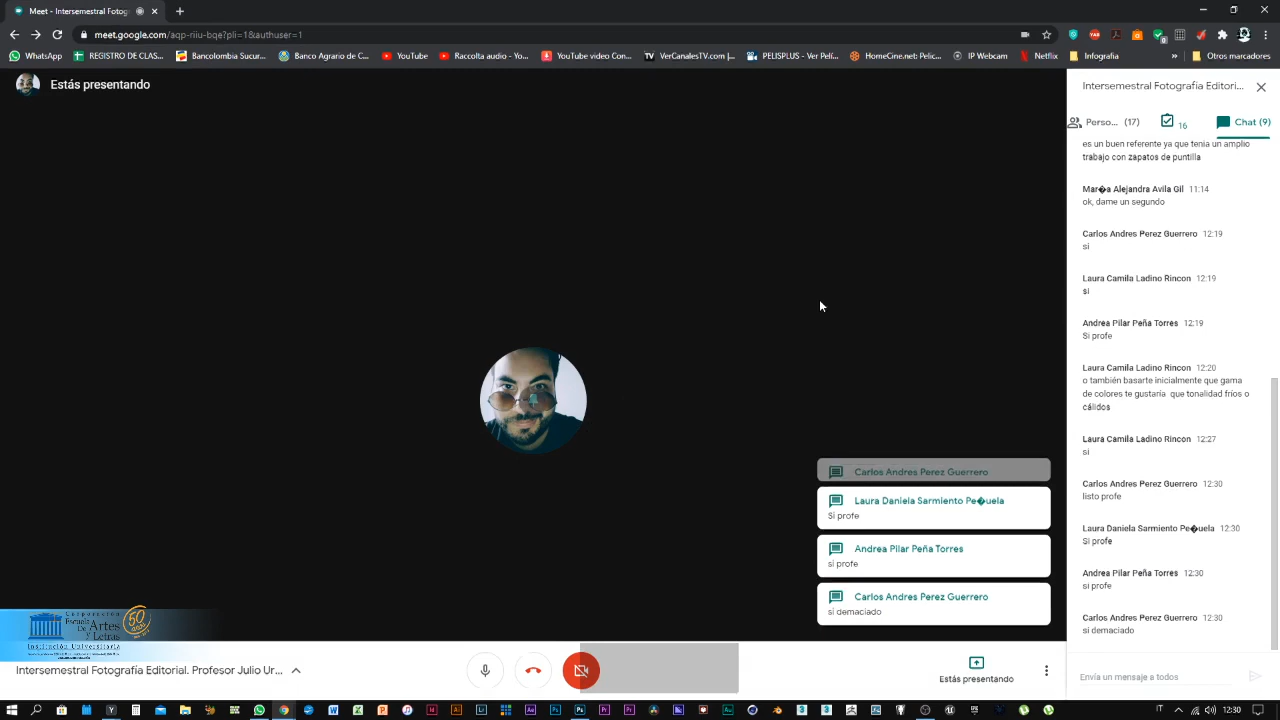 Meet - Intersemestral Fotog
meet.google.com/aqp-riiu-bqe?pli=1&authuser=1
WhatsApp
REGISTRO DE CLAS...
Bancolombia Sucur...
Banco Agrario de C...
YouTube
Raccolta audio - Yo...
YouTube video edito...
VerCanalesTV. Com...
PELISPLUS - Ver Pelí...
HomeCine.net-Pelic...
IP Webcam
Infografía
»
Otros marcadores
Estás presentando
Intersemestral Fotografía Editori...
Perso... (17)
16
Chat (9)
es un buen referente ya que tenía un amplio
trabajo con zapatos de puntilla
Mar�a Alejandra Avila Gil 11:14
ok, dame un segundo
Carlos Andres Perez Guerrero 12:19
si
Laura Camila Ladino Rincon 12:19
si
Andrea Pilar Peña Torres 12:19
Si profe
Laura Camila Ladino Rincon 12:20
o también basarte inicialmente que gama
de colores te gustaría que tonalidad fríos o
cálidos
Laura Camila Ladino Rincon 12:27
si
Carlos Andres Perez Guerrero 12:30
listo profe
Laura Daniela Sarmiento Pe�uela 12:30
Si profe
Andrea Pilar Peña Torres 12:30
si profe
Carlos Andres Perez Guerrero 12:30
si demaciado
Envía un mensaje a todos
Carlos Andres Perez Guerrero
Laura Daniela Sarmiento Pe�uela
Si profe
Andrea Pilar Peña Torres
si profe
Carlos Andres Perez Guerrero
si demaciado
Artes
Letras
50
Intersemestral Fotografía Editorial. Profesor Julio Ur...
Estás presentando
12:30